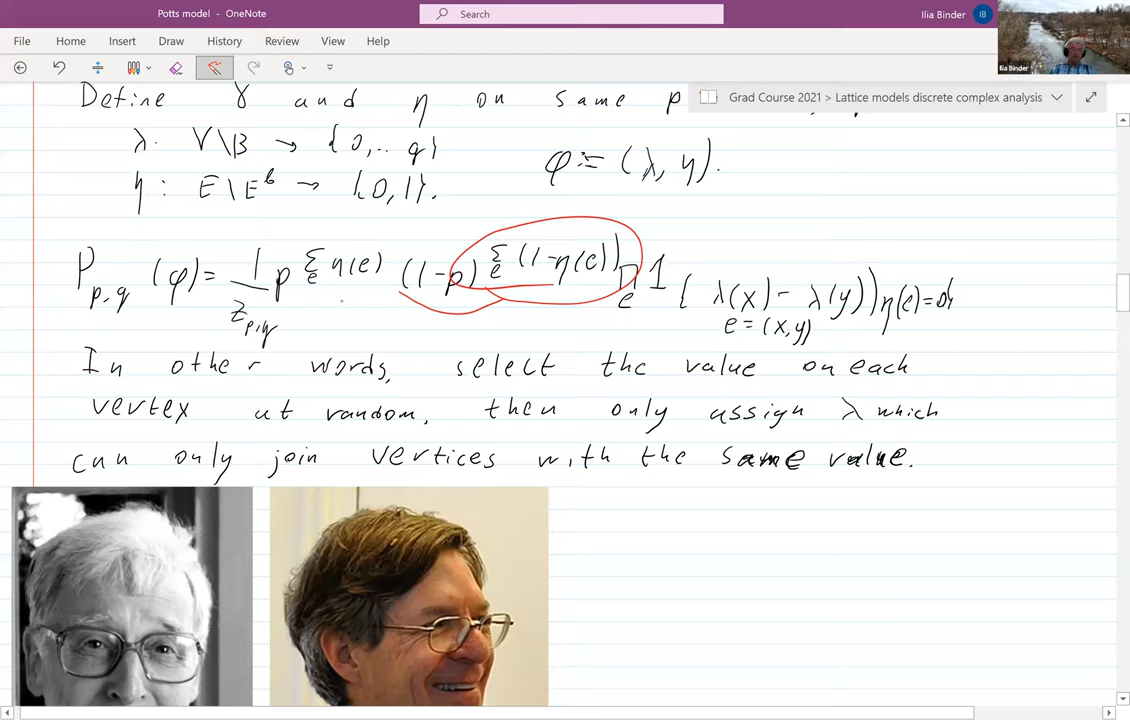 Potts model - OneNote
Search
Ilia Binder
IB
File Home Insert Draw History Review View Help
Ilia Binder
Define γ and η on same p
Grad Course 2021 > Lattice models discrete complex analysis
λ: V\B → {0,.. q}
η: E\E^b → {0,1}.
φ := (λ, η).
P_{p,q} (φ) = 1/Z_{p,q} p^{Σ_e η(e)} (1-p)^{Σ_e (1-η(e))} Π_e 1{ λ(x) - λ(y))η(e)=0}
e = (x,y)
In other words, select the value on each
vertex at random, then only assign λ which
can only join vertices with the same value.